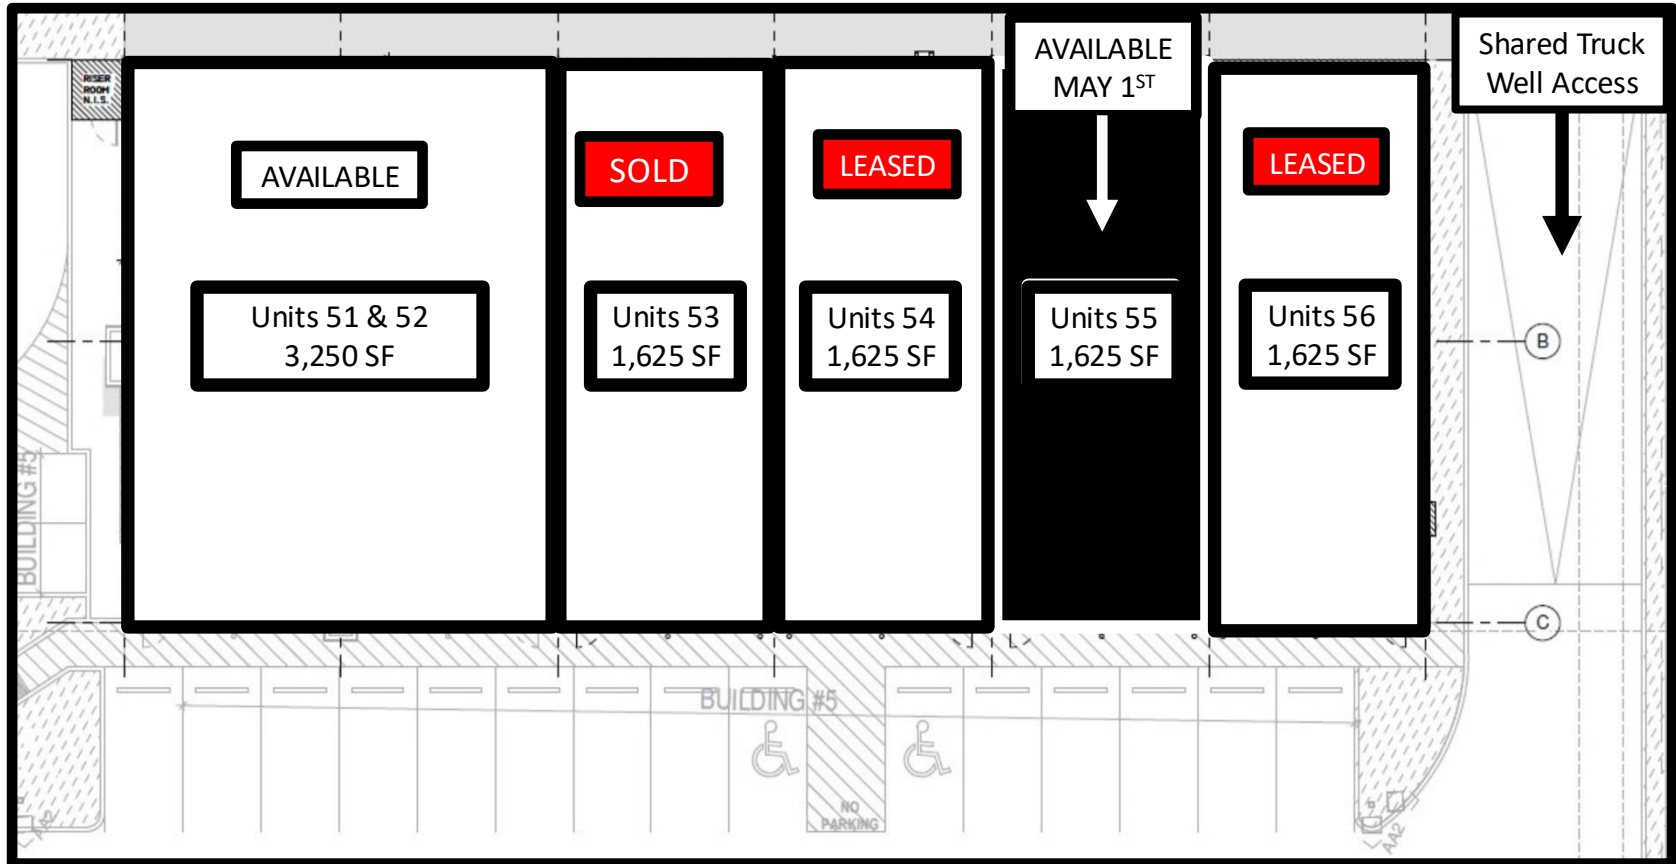 AVAILABLE
MAY 1ST
Shared Truck
Well Access
RISER
ROOM
N.I.S.
AVAILABLE
SOLD
LEASED
LEASED
Units 51 & 52
3,250 SF
Units 53
1,625 SF
Units 54
1,625 SF
Units 55
1,625 SF
Units 56
1,625 SF
B
BUILDING #5
C
BUILDING #5
NO
PARKING
AA2
AA2